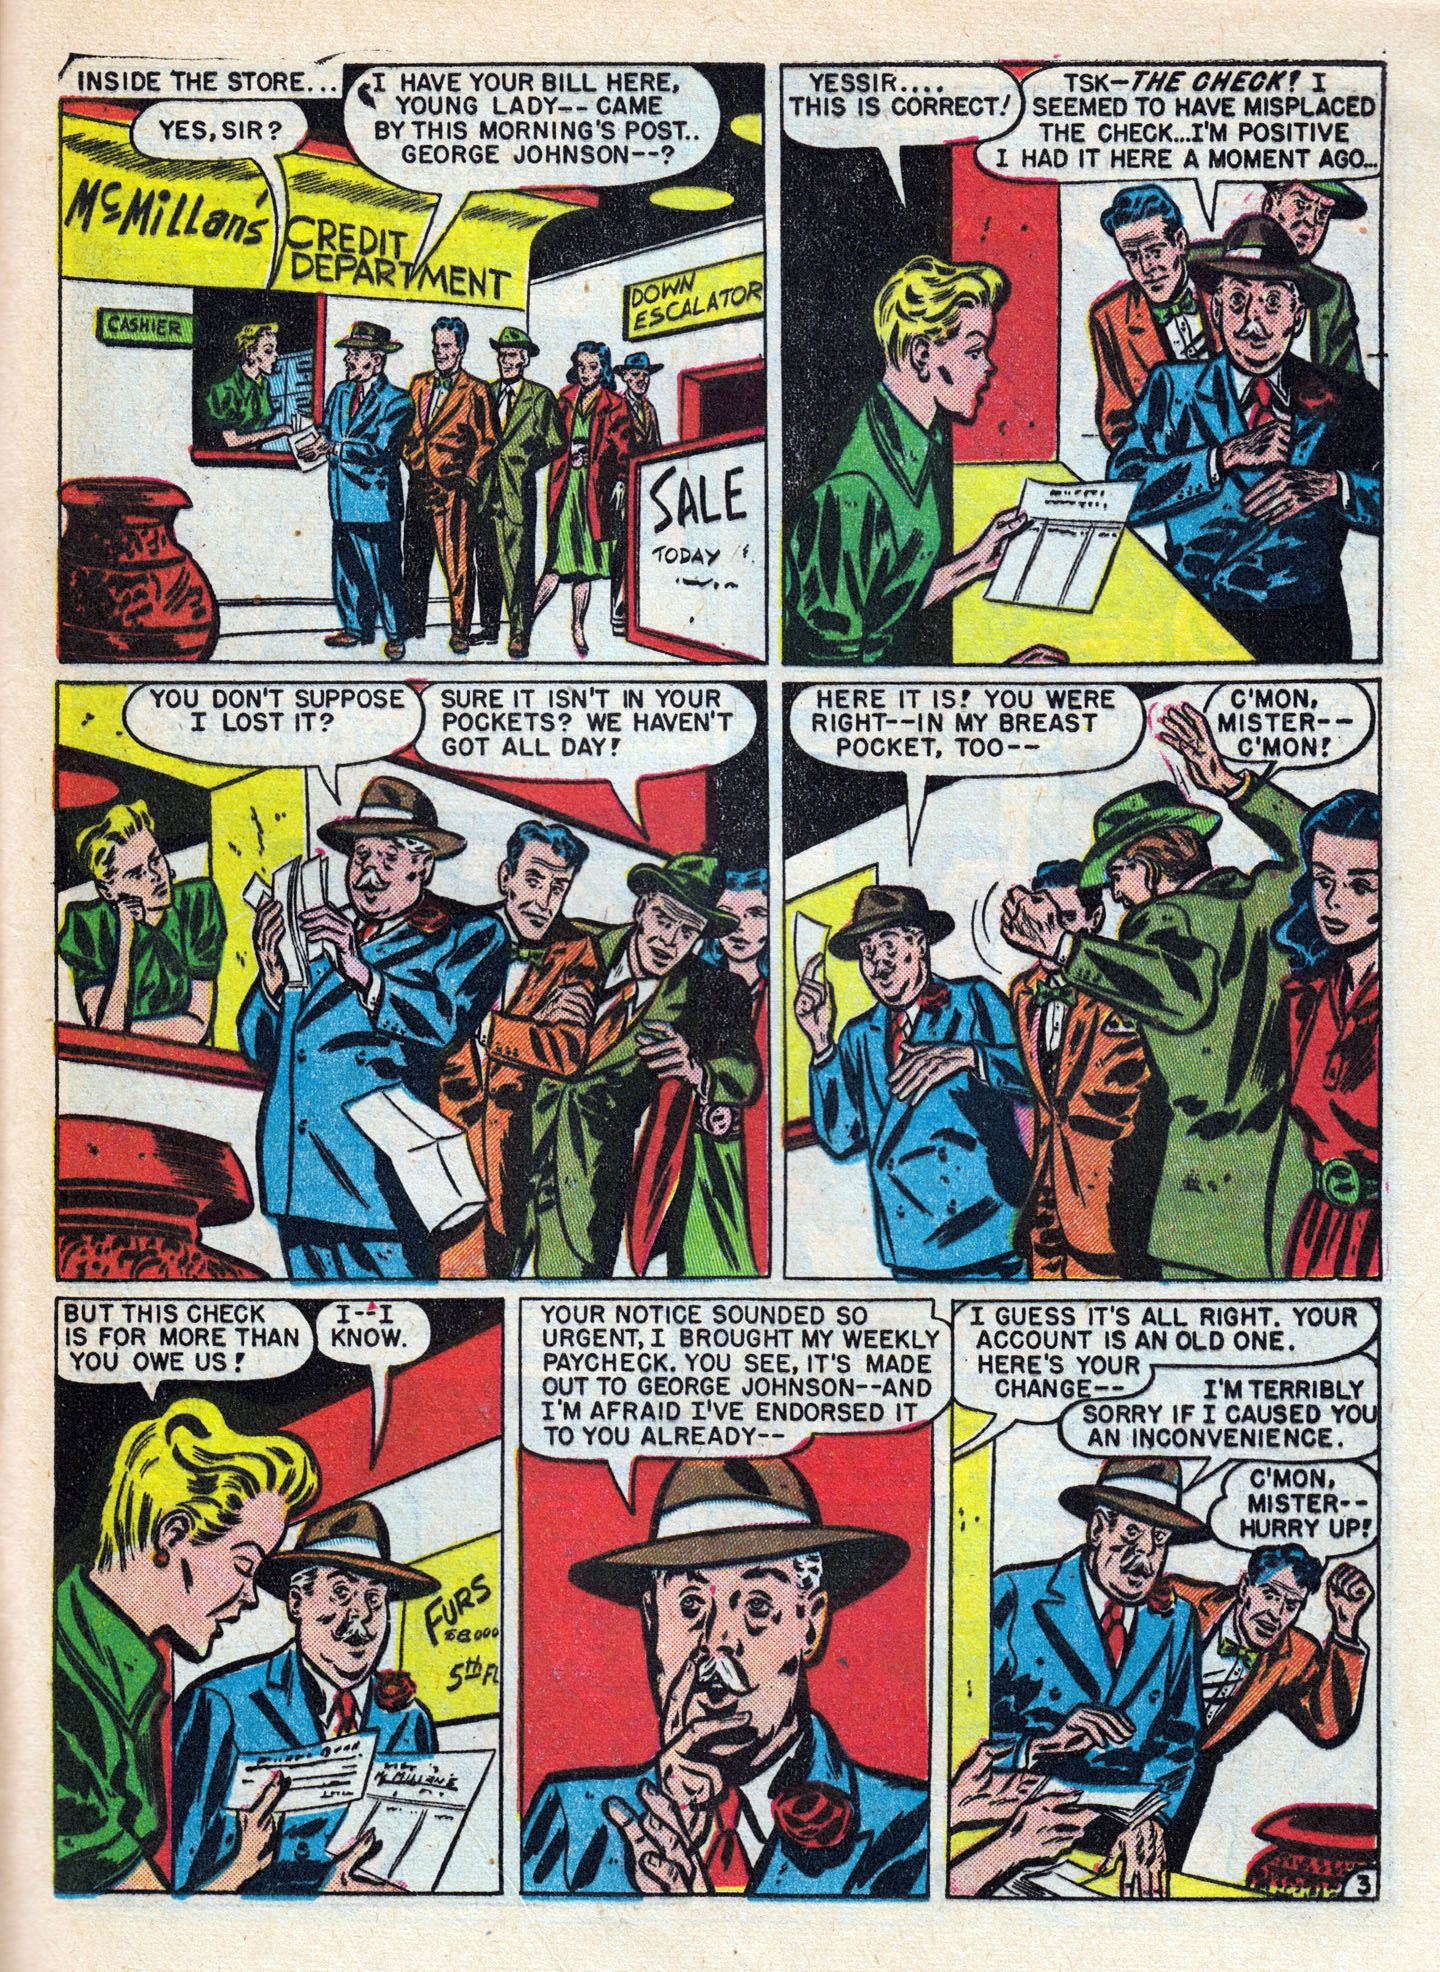 INSIDE THE STORE...
YES, SIR?
I HAVE YOUR BILL HERE,
YOUNG LADY-- CAME
BY THIS MORNING'S POST..
GEORGE JOHNSON--?
McMillan's
CREDIT
DEPARTMENT
CASHIER
DOWN
ESCALATOR
SALE
TODAY
YESSIR....
THIS IS CORRECT!
TSK-THE CHECK! I
SEEMED TO HAVE MISPLACED
THE CHECK...I'M POSITIVE
I HAD IT HERE A MOMENT AGO...
YOU DON'T SUPPOSE
I LOST IT?
SURE IT ISN'T IN YOUR
POCKETS? WE HAVEN'T
GOT ALL DAY!
HERE IT IS! YOU WERE
RIGHT--IN MY BREAST
POCKET, TOO--
C'MON,
MISTER--
C'MON!
BUT THIS CHECK
IS FOR MORE THAN
YOU OWE US!
I--I
KNOW.
FURS
5th FL
McMILLAN'S
YOUR NOTICE SOUNDED SO
URGENT, I BROUGHT MY WEEKLY
PAYCHECK. YOU SEE, IT'S MADE
OUT TO GEORGE JOHNSON--AND
I'M AFRAID I'VE ENDORSED IT
TO YOU ALREADY--
I GUESS IT'S ALL RIGHT. YOUR
ACCOUNT IS AN OLD ONE.
HERE'S YOUR
CHANGE--
I'M TERRIBLY
SORRY IF I CAUSED YOU
AN INCONVENIENCE.
C'MON,
MISTER--
HURRY UP!
3